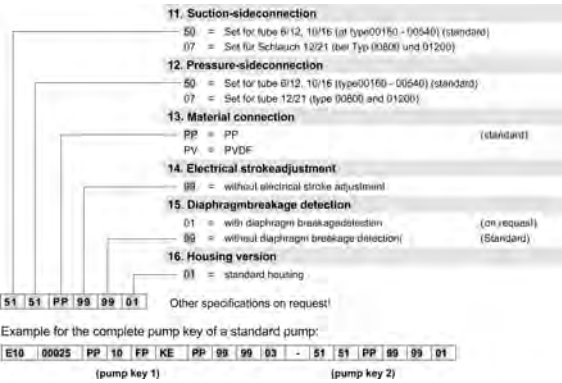 11. Suction-sideconnection
50 = Set for tube 6/12, 10/16 (at type00160 - 00540) (standard)
07 = Set für Schlauch 12/21 (bei Typ 00800 und 01200)
12. Pressure-sideconnection
50 = Set for tube 6/12, 10/16 (type00160 - 00540) (standard)
07 = Set for tube 12/21 (type 00800 and 01200)
13. Material connection
PP = PP (standard)
PV = PVDF
14. Electrical strokeadjustment
99 = without electrical stroke adjustment
15. Diaphragmbreakage detection
01 = with diaphragm breakagedetection (on request)
99 = without diaphragm breakage detection( (Standard)
16. Housing version
01 = standard housing
51 51 PP 99 99 01 Other specifications on request!
Example for the complete pump key of a standard pump:
E10 00025 PP 10 FP KE PP 99 99 03 - 51 51 PP 99 99 01
(pump key 1) (pump key 2)